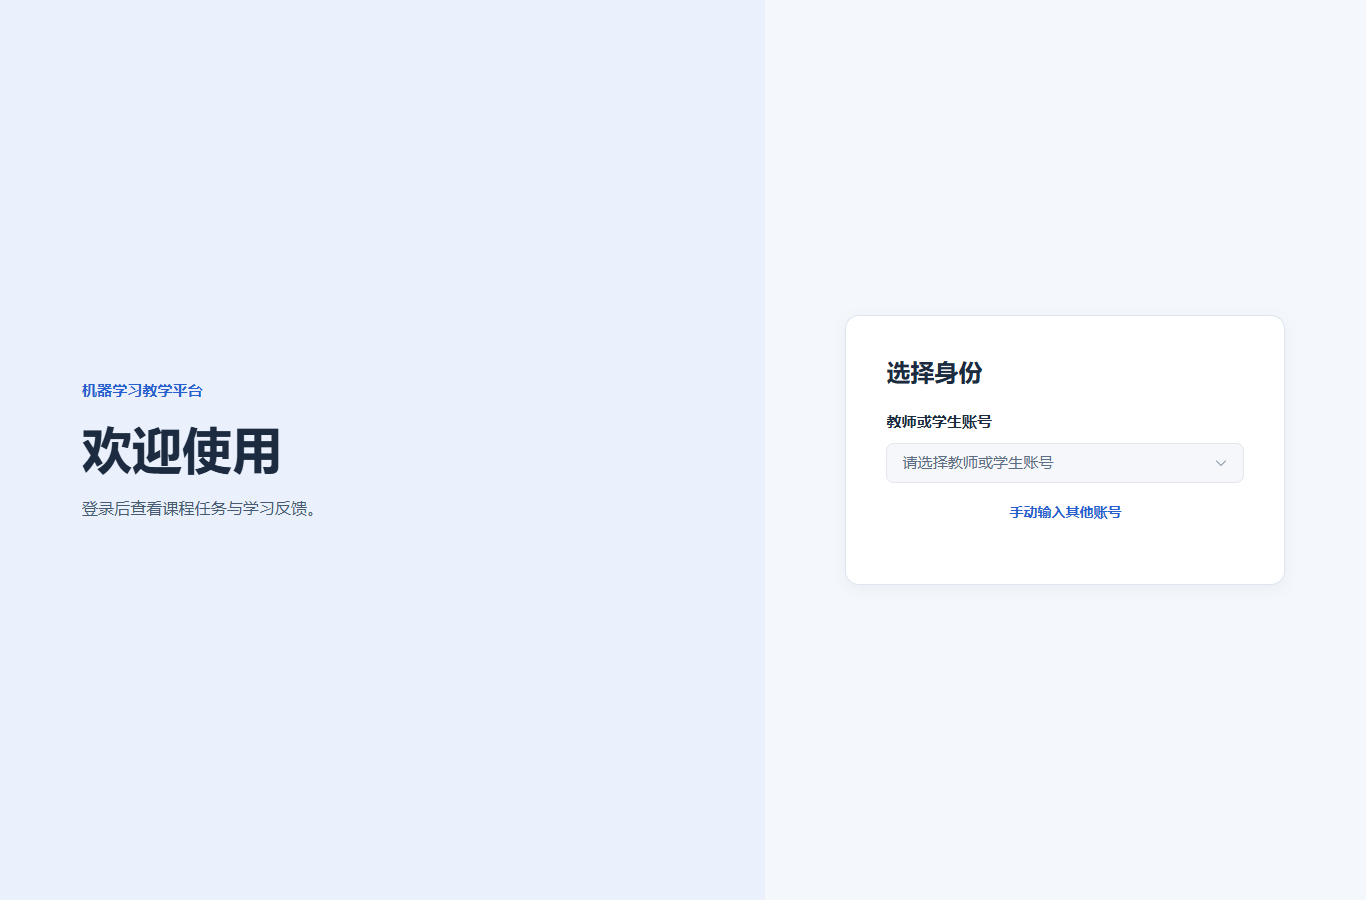 机器学习教学平台
欢迎使用
登录后查看课程任务与学习反馈。
选择身份
教师或学生账号
请选择教师或学生账号
手动输入其他账号